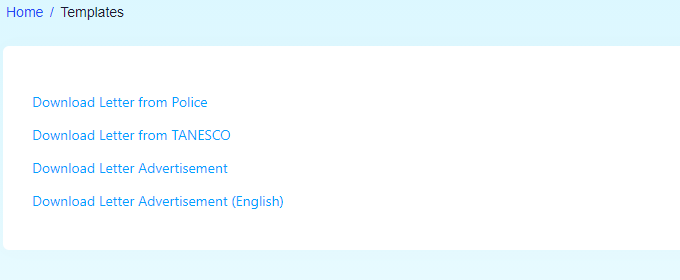 Home / Templates
Download Letter from Police
Download Letter from TANESCO
Download Letter Advertisement
Download Letter Advertisement (English)